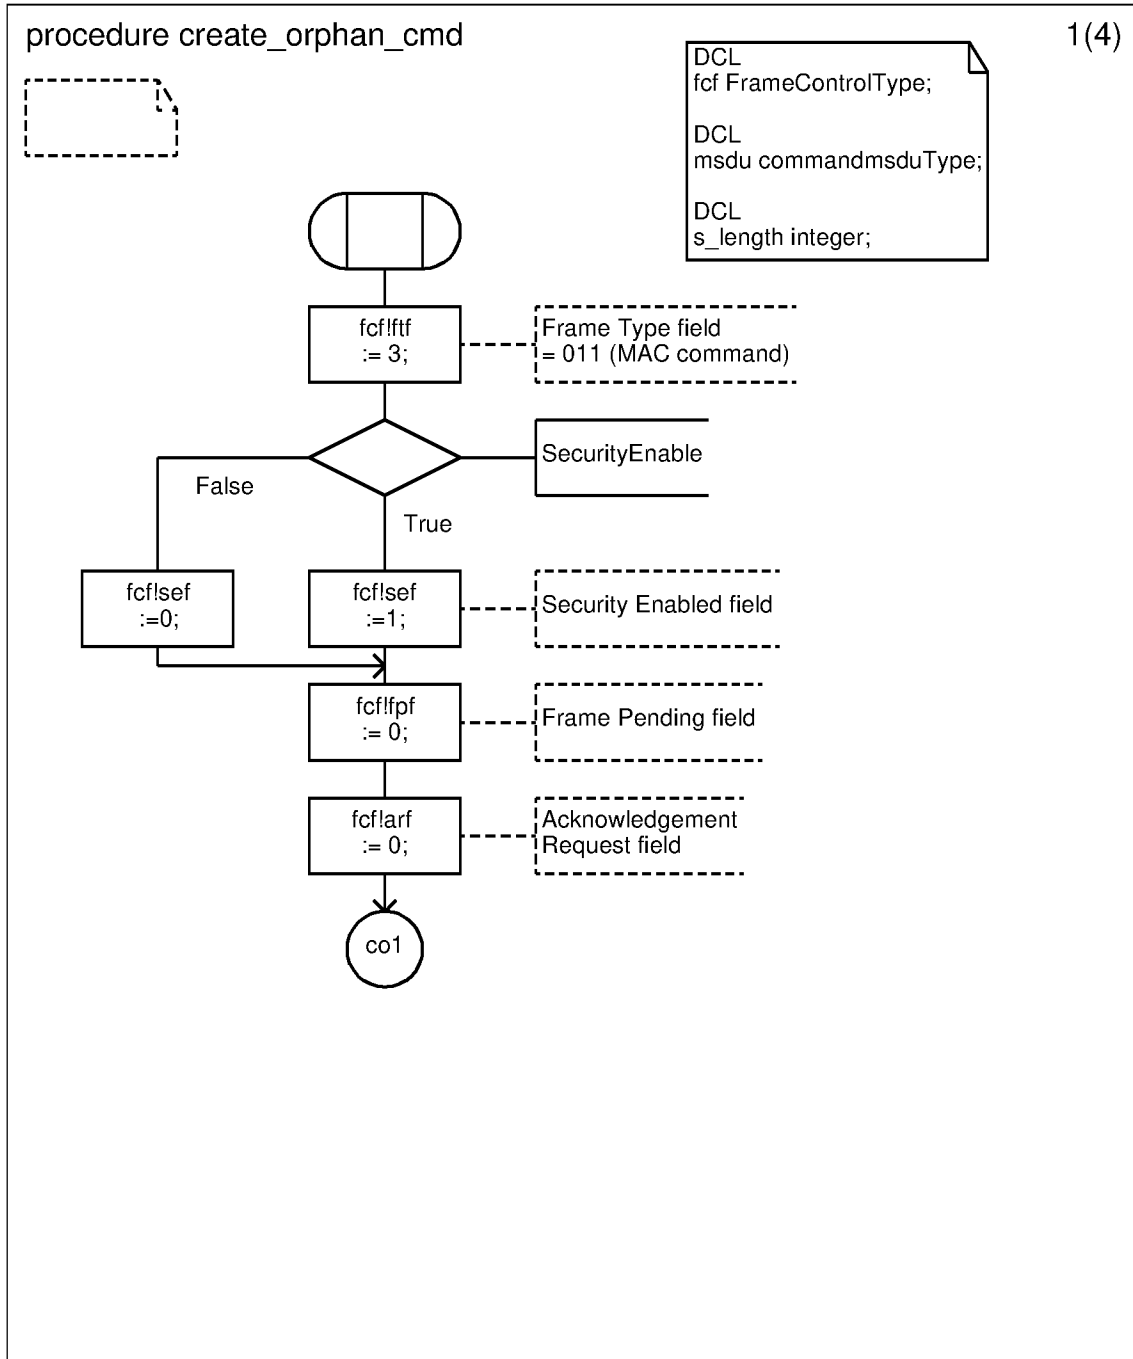 procedure create_orphan_cmd
1(4)
DCL
fcf FrameControlType;
DCL
msdu commandmsduType;
DCL
s_length integer;
fcf!ftf
:= 3;
Frame Type field
= 011 (MAC command)
SecurityEnable
False
True
fcf!sef
:=0;
fcf!sef
:=1;
Security Enabled field
fcf!fpf
:= 0;
Frame Pending field
fcf!arf
:= 0;
Acknowledgement
Request field
co1